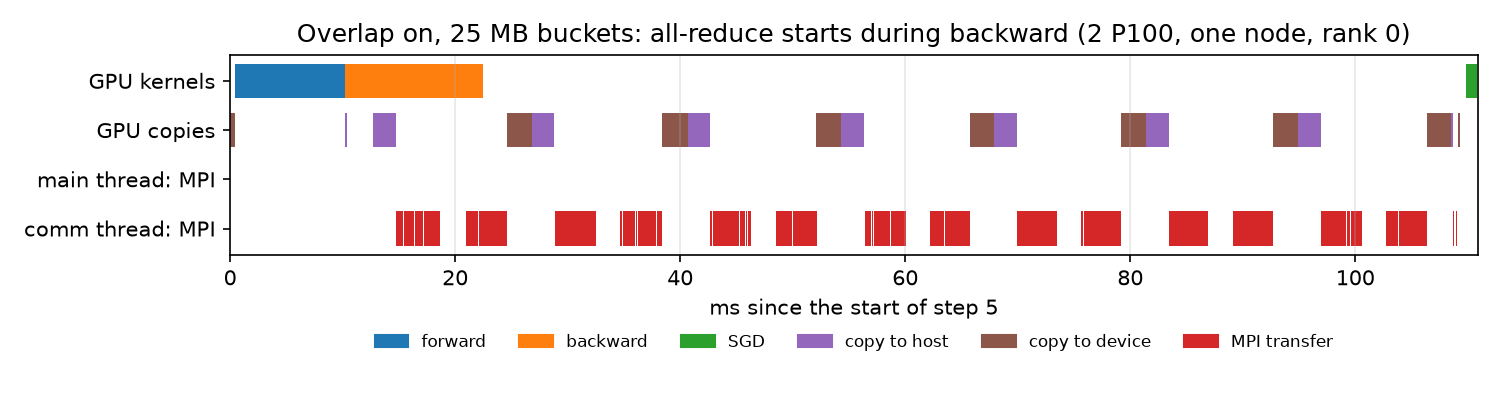 Overlap on, 25 MB buckets: all-reduce starts during backward (2 P100, one node, rank 0)
GPU kernels
GPU copies
main thread: MPI
comm thread: MPI
0 20 40 60 80 100
ms since the start of step 5
forward backward SGD copy to host copy to device MPI transfer